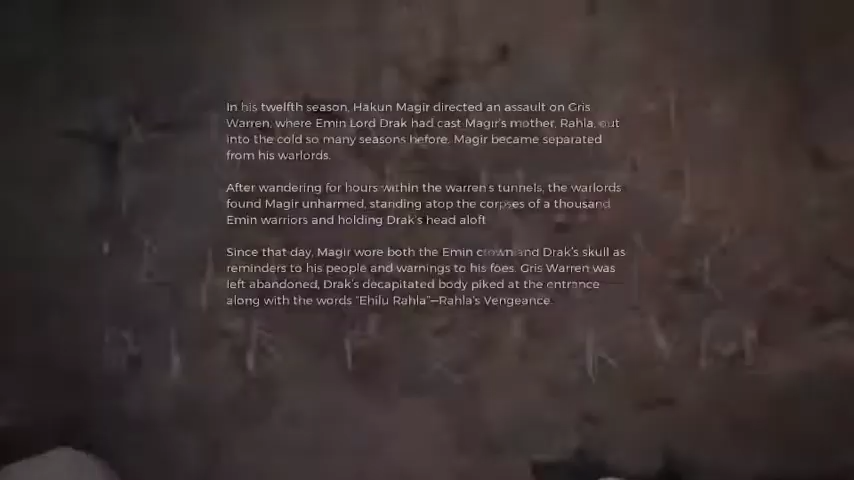 In his twelfth season, Hakun Magir directed an assault on Gris
Warren, where Emin Lord Drak had cast Magir's mother, Rahla, out
into the cold so many seasons before. Magir became separated
from his warlords.
After wandering for hours within the warren's tunnels, the warlords
found Magir unharmed, standing atop the corpses of a thousand
Emin warriors and holding Drak's head aloft
Since that day, Magir wore both the Emin crown and Drak's skull as
reminders to his people and warnings to his foes. Gris Warren was
left abandoned, Drak's decapitated body piked at the entrance
along with the words "Ehilu Rahla"—Rahla's Vengeance.